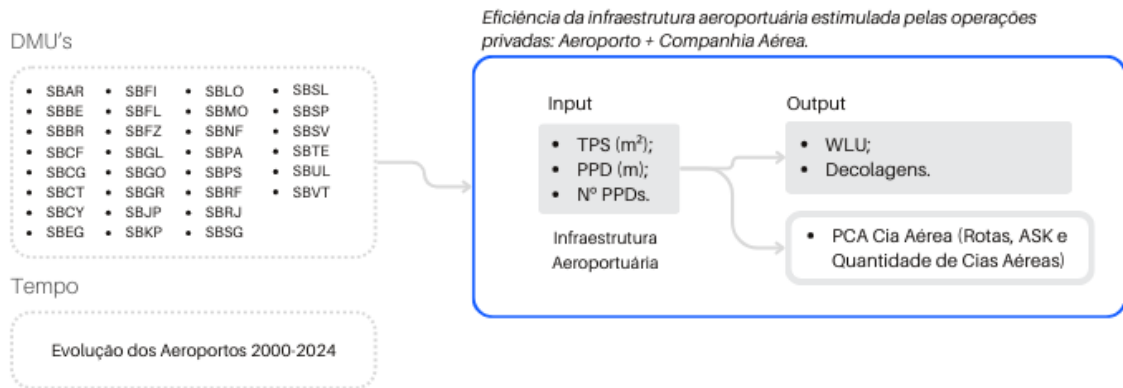 Eficiência da infraestrutura aeroportuária estimulada pelas operações
privadas: Aeroporto + Companhia Aérea.
DMU's
• SBAR
• SBBE
• SBBR
• SBCF
• SBCG
• SBCT
• SBCY
• SBEG
• SBFI
• SBFL
• SBFZ
• SBGL
• SBGO
• SBGR
• SBJP
• SBKP
• SBLO
• SBMO
• SBNF
• SBPA
• SBPS
• SBRF
• SBRJ
• SBSG
• SBSL
• SBSP
• SBSV
• SBTE
• SBUL
• SBVT
Tempo
Evolução dos Aeroportos 2000-2024
Input
• TPS (m²);
• PPD (m);
• Nº PPDs.
Infraestrutura
Aeroportuária
Output
• WLU;
• Decolagens.
• PCA Cia Aérea (Rotas, ASK e
Quantidade de Cias Aéreas)